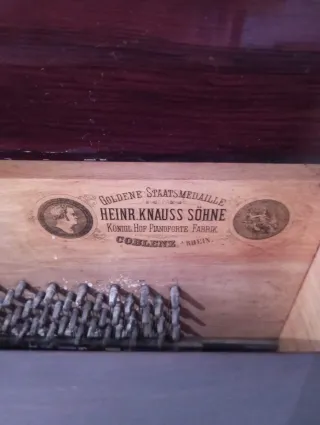 GOLDENE STAATSMEDAILLE
HEINR. KNAUSS SÖHNE
KÖNIGL. HOF PIANOFORTE FABRIK
COBLENZ A/RHEIN.